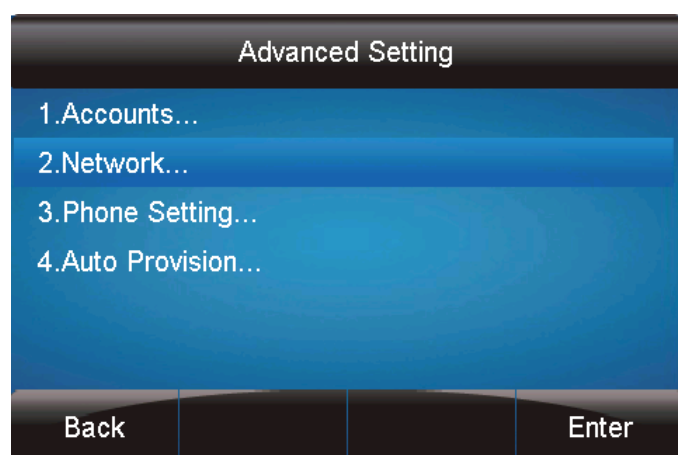 Advanced Setting
1.Accounts...
2.Network...
3.Phone Setting...
4.Auto Provision...
Back Enter